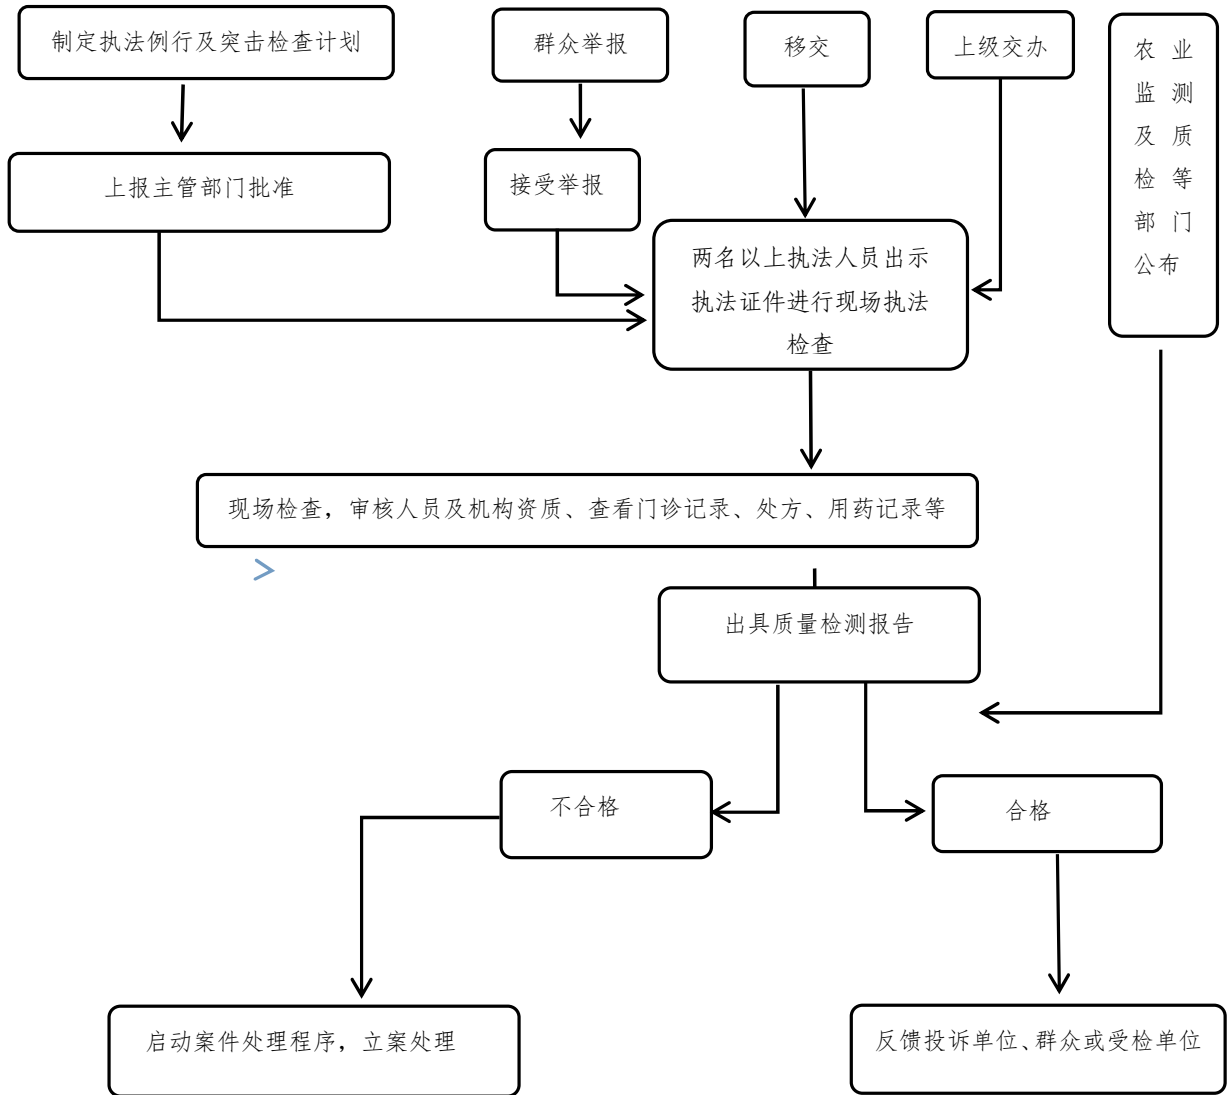 制定执法例行及突击检查计划
群众举报
移交
上级交办
农业
监测
及质
检等
部门
公布
上报主管部门批准
接受举报
两名以上执法人员出示
执法证件进行现场执法
检查
现场检查，审核人员及机构资质、查看门诊记录、处方、用药记录等
出具质量检测报告
不合格
合格
启动案件处理程序，立案处理
反馈投诉单位、群众或受检单位